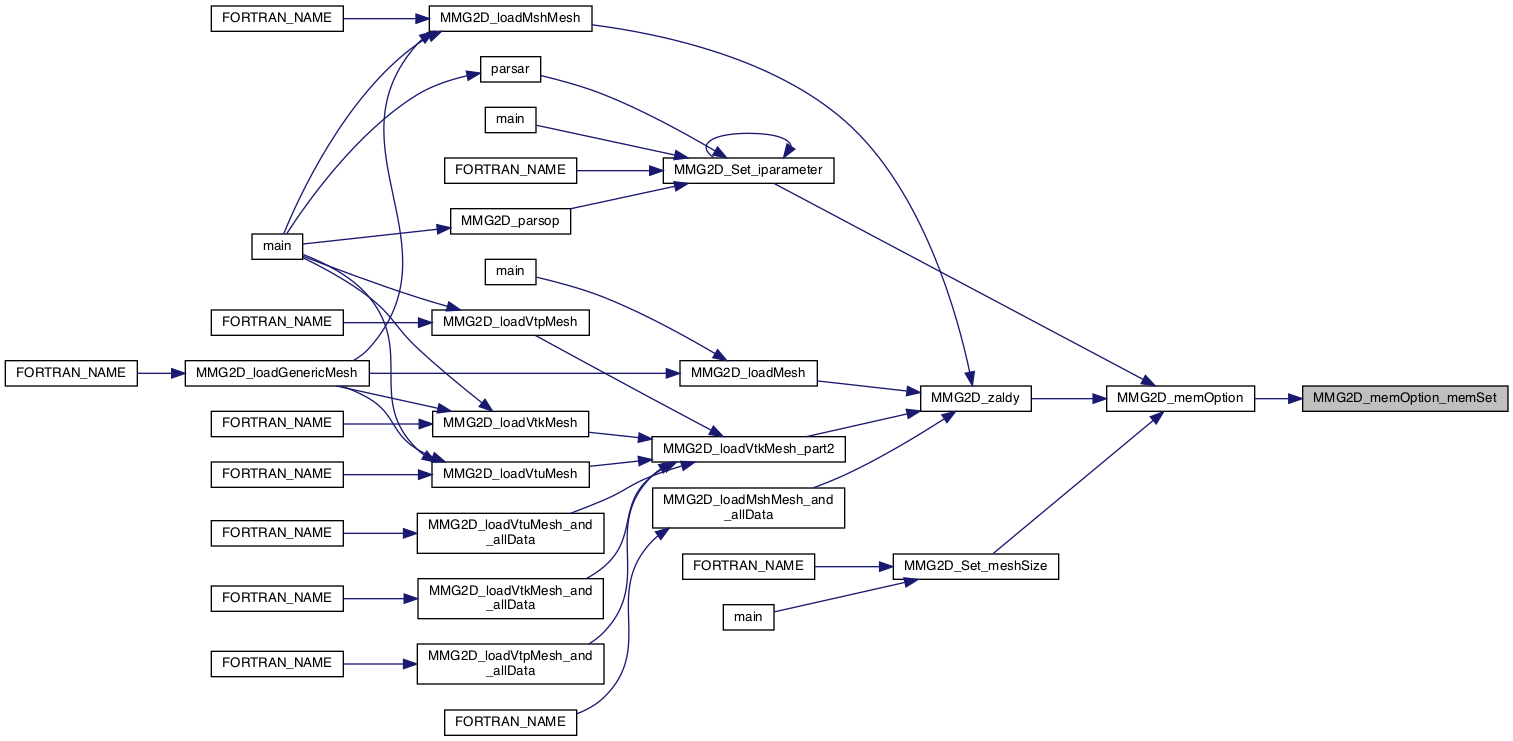 FORTRAN_NAME
MMG2D_loadMshMesh
parsar
main
FORTRAN_NAME
MMG2D_Set_iparameter
MMG2D_parsop
main
main
FORTRAN_NAME
MMG2D_loadVtpMesh
FORTRAN_NAME
MMG2D_loadGenericMesh
MMG2D_loadMesh
MMG2D_zaldy
MMG2D_memOption
MMG2D_memOption_memSet
FORTRAN_NAME
MMG2D_loadVtkMesh
MMG2D_loadVtkMesh_part2
FORTRAN_NAME
MMG2D_loadVtuMesh
MMG2D_loadMshMesh_and
_allData
FORTRAN_NAME
MMG2D_loadVtuMesh_and
_allData
FORTRAN_NAME
MMG2D_Set_meshSize
FORTRAN_NAME
MMG2D_loadVtkMesh_and
_allData
main
FORTRAN_NAME
MMG2D_loadVtpMesh_and
_allData
FORTRAN_NAME